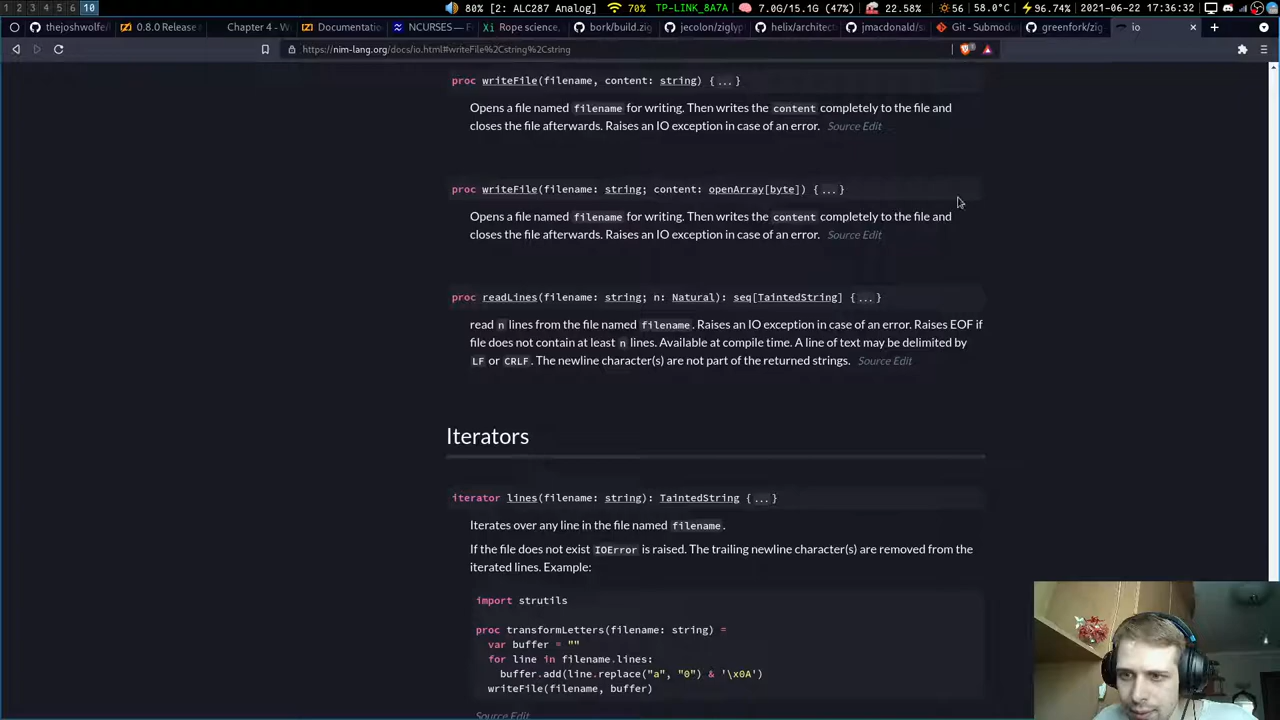 1 2 3 4 5 6 10 80% [2: ALC287 Analog] 70% TP-LINK_8A7A 7.0G/15.1G (47%) 22.58% 56 58.0°C 96.74% 2021-06-22 17:36:32
thejoshwolfe/ 0.8.0 Release Chapter 4 - W Documentatio NCURSES – Pr Rope science, bork/build.zig jecolon/ziglyp helix/architect jmacdonald/s Git - Submodu greenfork/zig io
https://nim-lang.org/docs/io.html#writeFile%2Cstring%2Cstring
proc writeFile(filename, content: string) {...}
Opens a file named filename for writing. Then writes the content completely to the file and
closes the file afterwards. Raises an IO exception in case of an error. Source Edit
proc writeFile(filename: string; content: openArray[byte]) {...}
Opens a file named filename for writing. Then writes the content completely to the file and
closes the file afterwards. Raises an IO exception in case of an error. Source Edit
proc readLines(filename: string; n: Natural): seq[TaintedString] {...}
read n lines from the file named filename. Raises an IO exception in case of an error. Raises EOF if
file does not contain at least n lines. Available at compile time. A line of text may be delimited by
LF or CRLF. The newline character(s) are not part of the returned strings. Source Edit
Iterators
iterator lines(filename: string): TaintedString {...}
Iterates over any line in the file named filename.
If the file does not exist IOError is raised. The trailing newline character(s) are removed from the
iterated lines. Example:
import strutils
proc transformLetters(filename: string) =
var buffer = ""
for line in filename.lines:
buffer.add(line.replace("a", "0") & '\x0A')
writeFile(filename, buffer)
Source Edit